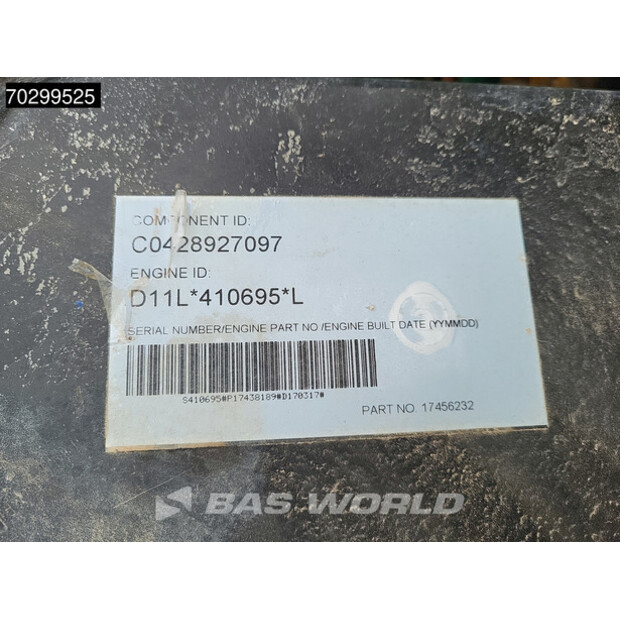 70299525
COMPONENT ID:
C0428927097
ENGINE ID:
D11L*410695*L
SERIAL NUMBER/ENGINE PART NO /ENGINE BUILT DATE (YYMMDD)
S410695#P17438189#D170317#
PART NO. 17456232
BAS WORLD